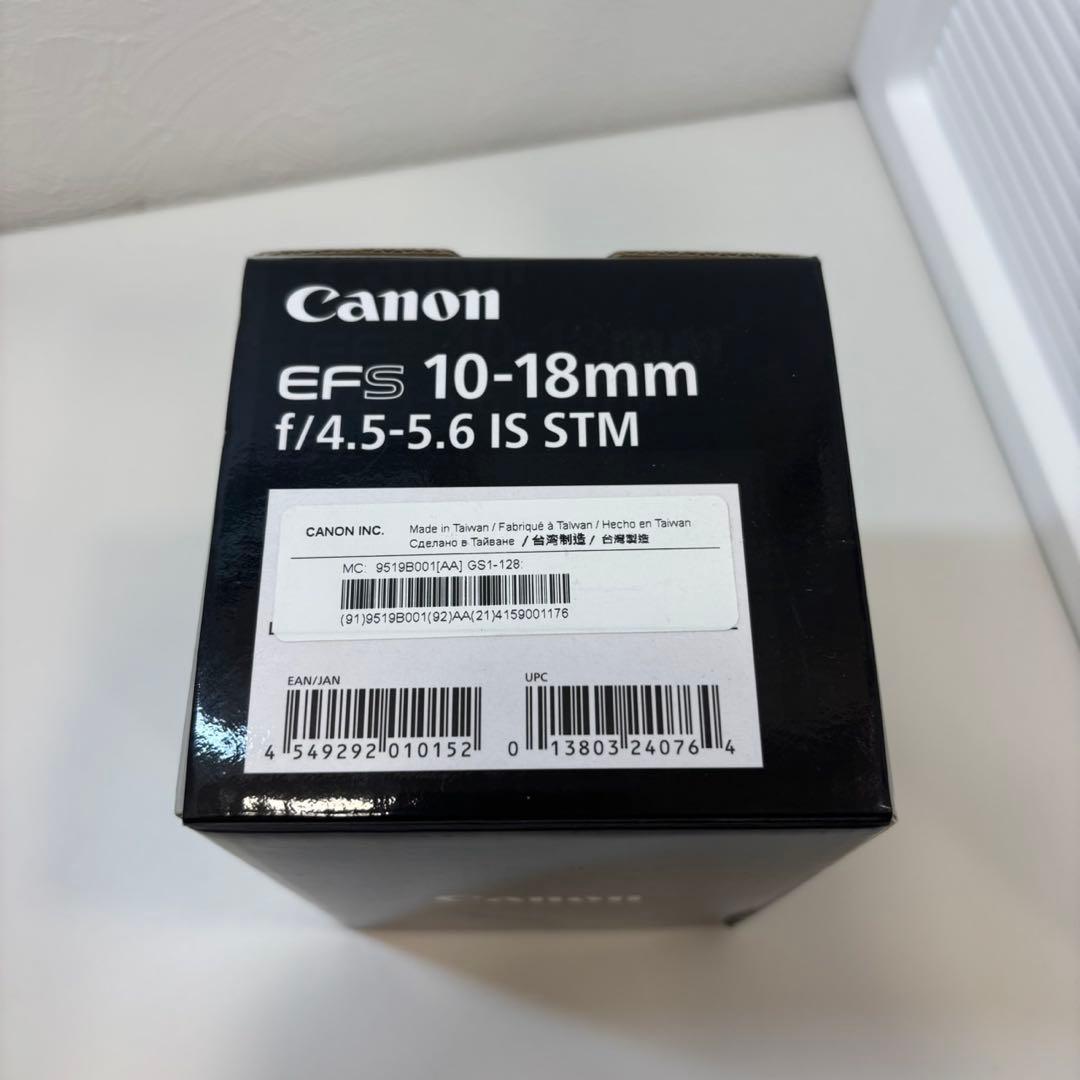 Canon
EFS 10-18mm
f/4.5-5.6 IS STM
CANON INC.
Made in Taiwan / Fabriqué à Taïwan / Hecho en Taiwan
Сделано в Тайване / 台湾制造 / 台灣製造
MC: 9519B001[AA] GS1-128:
(91)9519B001(92)AA(21)4159001176
EAN/JAN
4 549292 010152
UPC
0 13803 24076 4
Canon